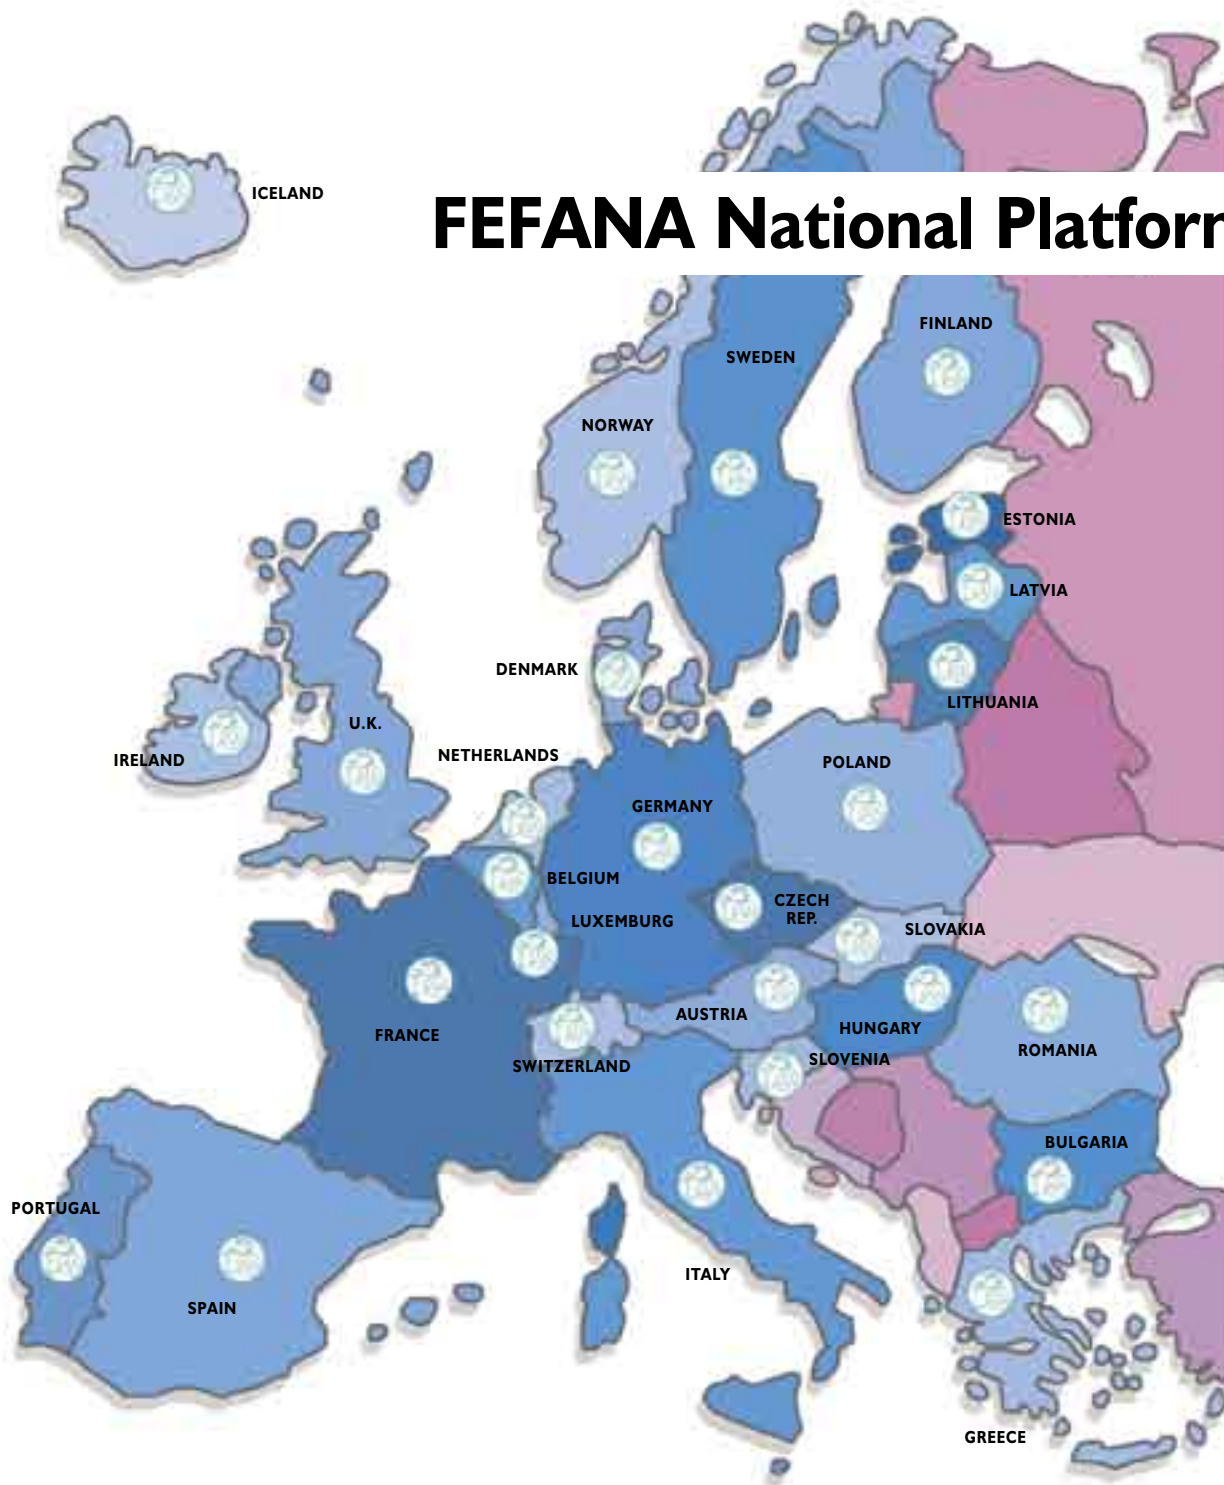 ICELAND
FEFANA National Platfor
FINLAND
SWEDEN
NORWAY
ESTONIA
LATVIA
DENMARK
LITHUANIA
U.K.
NETHERLANDS
IRELAND
POLAND
GERMANY
BELGIUM
CZECH
REP.
LUXEMBURG
SLOVAKIA
AUSTRIA
HUNGARY
FRANCE
ROMANIA
SLOVENIA
SWITZERLAND
BULGARIA
PORTUGAL
ITALY
SPAIN
GREECE